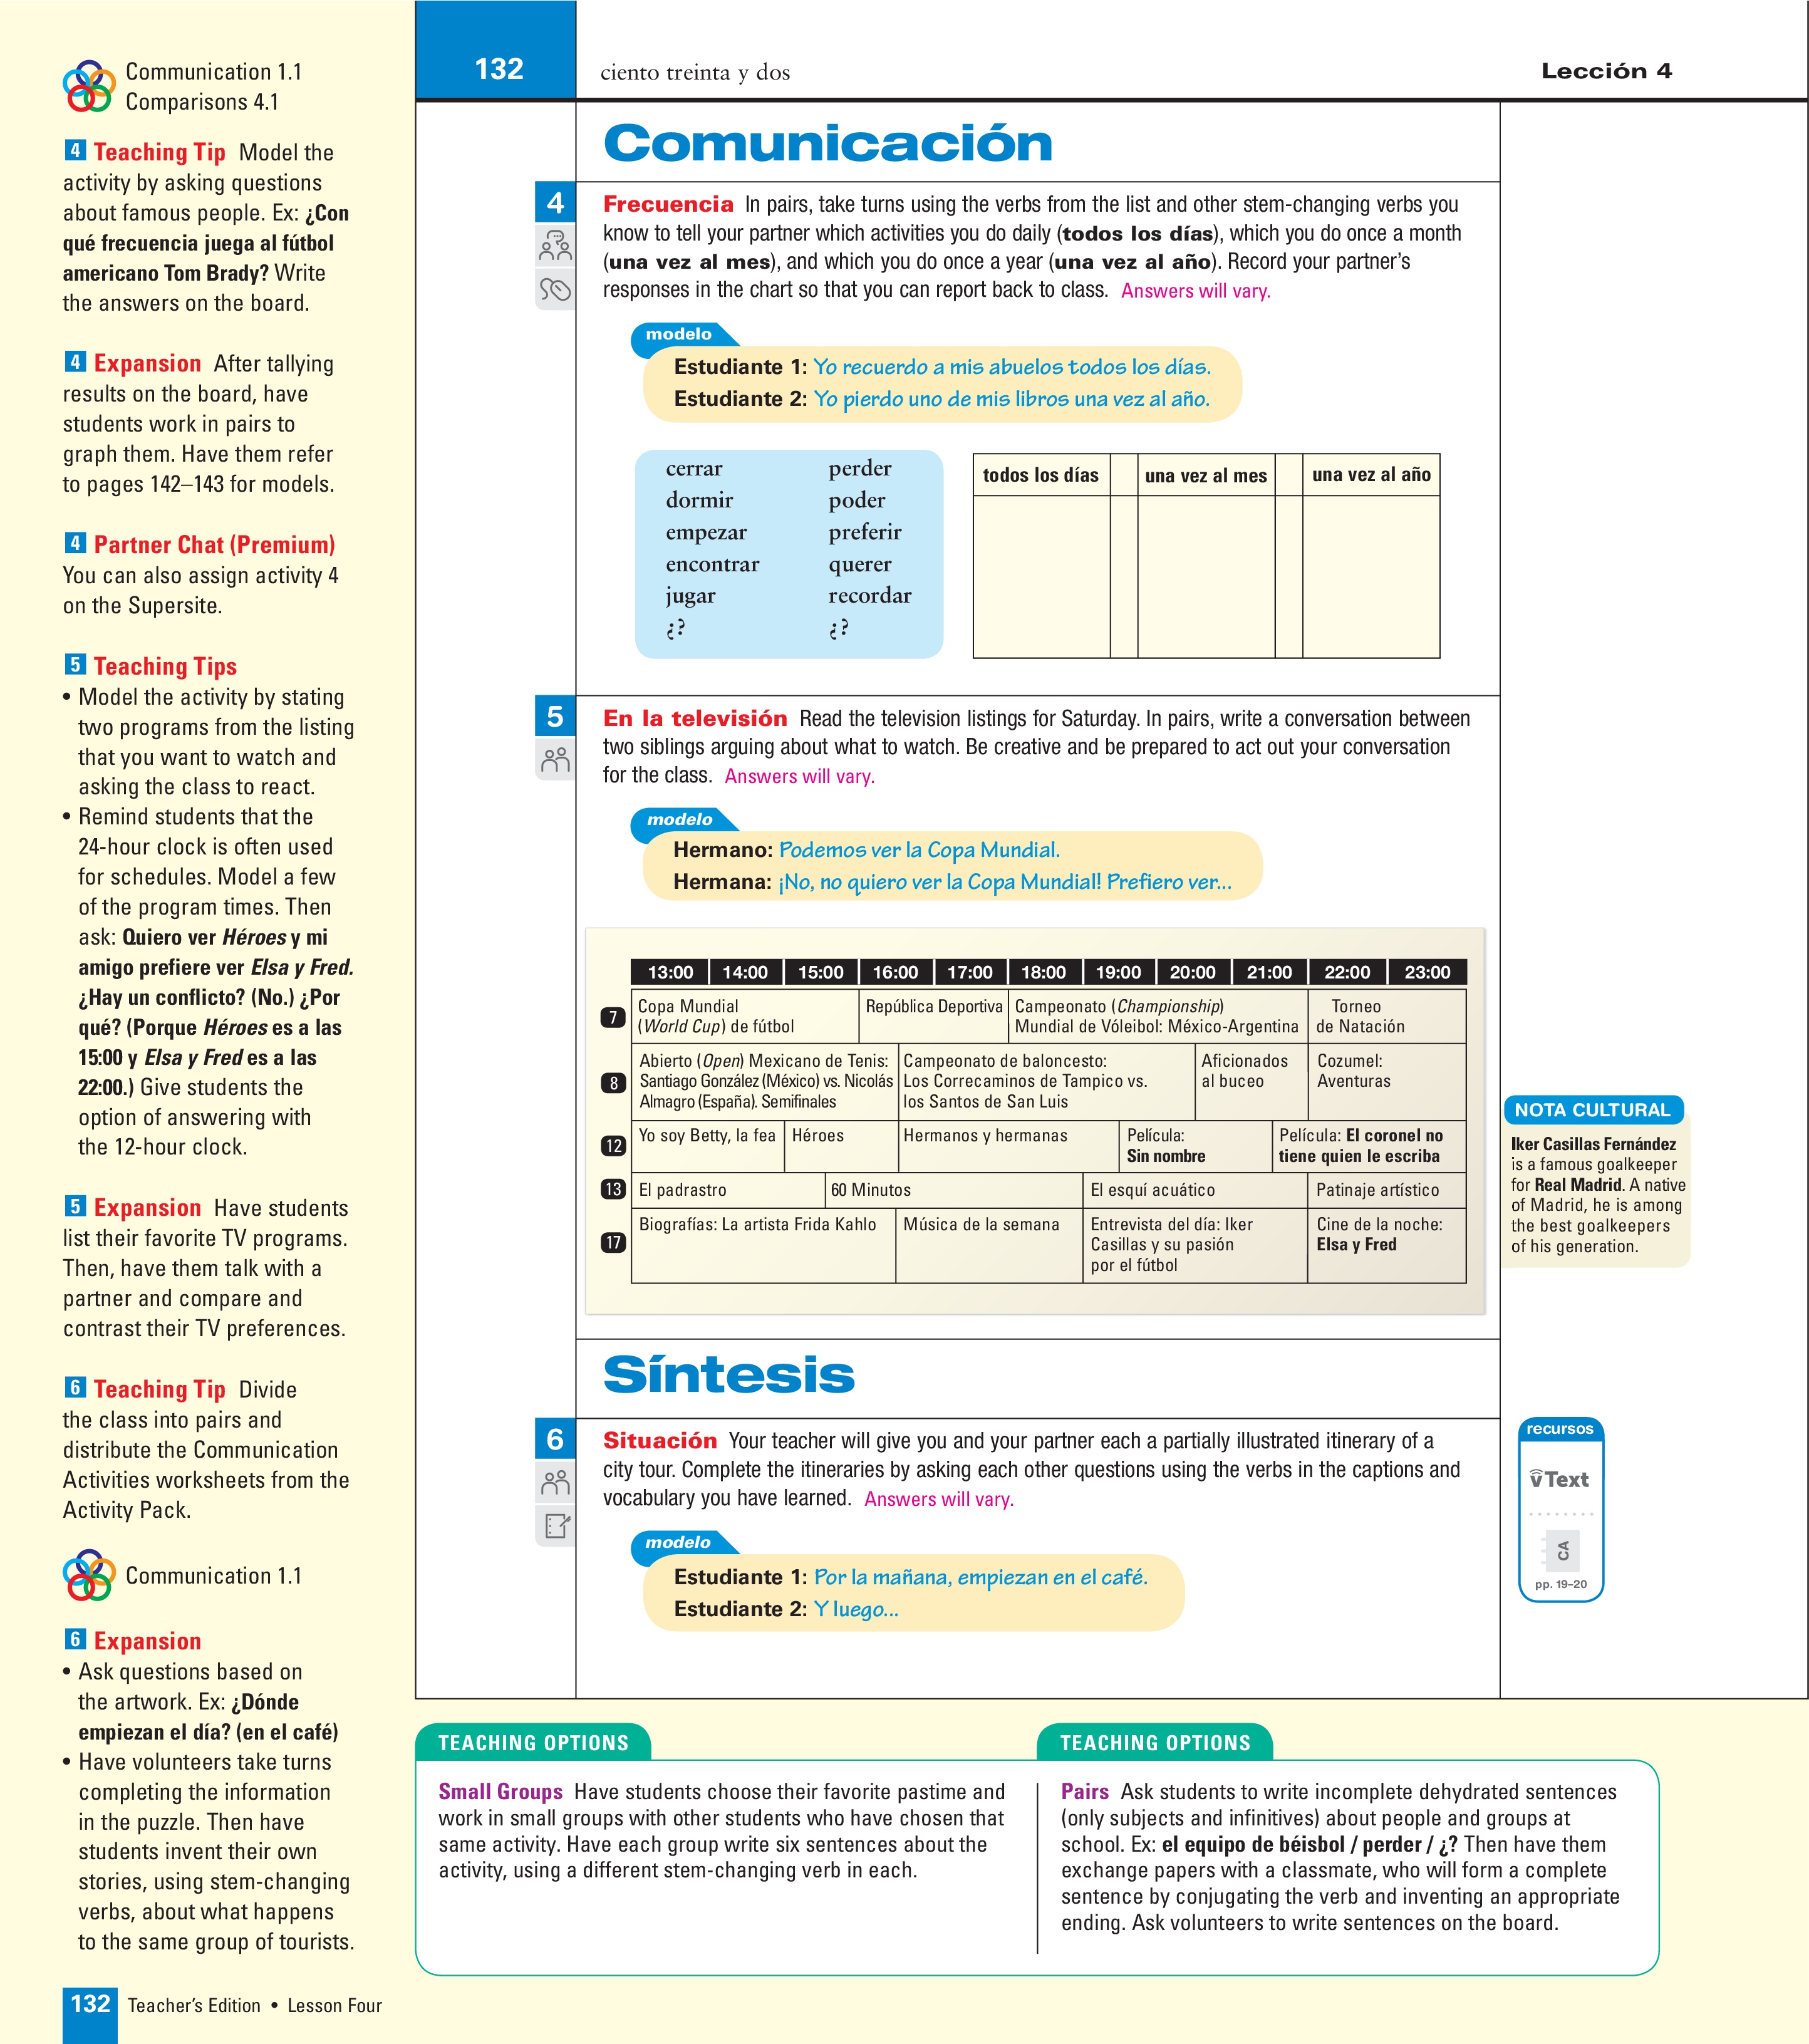 Communication 1.1
Comparisons 4.1
4 Teaching Tip Model the
activity by asking questions
about famous people. Ex: ¿Con
qué frecuencia juega al fútbol
americano Tom Brady? Write
the answers on the board.
4 Expansion After tallying
results on the board, have
students work in pairs to
graph them. Have them refer
to pages 142–143 for models.
4 Partner Chat (Premium)
You can also assign activity 4
on the Supersite.
5 Teaching Tips
• Model the activity by stating
two programs from the listing
that you want to watch and
asking the class to react.
• Remind students that the
24-hour clock is often used
for schedules. Model a few
of the program times. Then
ask: Quiero ver Héroes y mi
amigo prefiere ver Elsa y Fred.
¿Hay un conflicto? (No.) ¿Por
qué? (Porque Héroes es a las
15:00 y Elsa y Fred es a las
22:00.) Give students the
option of answering with
the 12-hour clock.
5 Expansion Have students
list their favorite TV programs.
Then, have them talk with a
partner and compare and
contrast their TV preferences.
6 Teaching Tip Divide
the class into pairs and
distribute the Communication
Activities worksheets from the
Activity Pack.
Communication 1.1
6 Expansion
• Ask questions based on
the artwork. Ex: ¿Dónde
empiezan el día? (en el café)
• Have volunteers take turns
completing the information
in the puzzle. Then have
students invent their own
stories, using stem-changing
verbs, about what happens
to the same group of tourists.
132 Teacher's Edition • Lesson Four
132 ciento treinta y dos Lección 4
Comunicación
4 Frecuencia In pairs, take turns using the verbs from the list and other stem-changing verbs you
know to tell your partner which activities you do daily (todos los días), which you do once a month
(una vez al mes), and which you do once a year (una vez al año). Record your partner's
responses in the chart so that you can report back to class. Answers will vary.
modelo
Estudiante 1: Yo recuerdo a mis abuelos todos los días.
Estudiante 2: Yo pierdo uno de mis libros una vez al año.
cerrar perder
dormir poder
empezar preferir
encontrar querer
jugar recordar
¿? ¿?
todos los días una vez al mes una vez al año
5 En la televisión Read the television listings for Saturday. In pairs, write a conversation between
two siblings arguing about what to watch. Be creative and be prepared to act out your conversation
for the class. Answers will vary.
modelo
Hermano: Podemos ver la Copa Mundial.
Hermana: ¡No, no quiero ver la Copa Mundial! Prefiero ver...
13:00 14:00 15:00 16:00 17:00 18:00 19:00 20:00 21:00 22:00 23:00
7
Copa Mundial
(World Cup) de fútbol
República Deportiva
Campeonato (Championship)
Mundial de Vóleibol: México-Argentina
Torneo
de Natación
8
Abierto (Open) Mexicano de Tenis:
Santiago González (México) vs. Nicolás
Almagro (España). Semifinales
Campeonato de baloncesto:
Los Correcaminos de Tampico vs.
los Santos de San Luis
Aficionados
al buceo
Cozumel:
Aventuras
12
Yo soy Betty, la fea
Héroes
Hermanos y hermanas
Película:
Sin nombre
Película: El coronel no
tiene quien le escriba
13
El padrastro
60 Minutos
El esquí acuático
Patinaje artístico
17
Biografías: La artista Frida Kahlo
Música de la semana
Entrevista del día: Iker
Casillas y su pasión
por el fútbol
Cine de la noche:
Elsa y Fred
NOTA CULTURAL
Iker Casillas Fernández
is a famous goalkeeper
for Real Madrid. A native
of Madrid, he is among
the best goalkeepers
of his generation.
Síntesis
6 Situación Your teacher will give you and your partner each a partially illustrated itinerary of a
city tour. Complete the itineraries by asking each other questions using the verbs in the captions and
vocabulary you have learned. Answers will vary.
modelo
Estudiante 1: Por la mañana, empiezan en el café.
Estudiante 2: Y luego...
recursos
vText
CA
pp. 19–20
TEACHING OPTIONS
Small Groups Have students choose their favorite pastime and
work in small groups with other students who have chosen that
same activity. Have each group write six sentences about the
activity, using a different stem-changing verb in each.
TEACHING OPTIONS
Pairs Ask students to write incomplete dehydrated sentences
(only subjects and infinitives) about people and groups at
school. Ex: el equipo de béisbol / perder / ¿? Then have them
exchange papers with a classmate, who will form a complete
sentence by conjugating the verb and inventing an appropriate
ending. Ask volunteers to write sentences on the board.